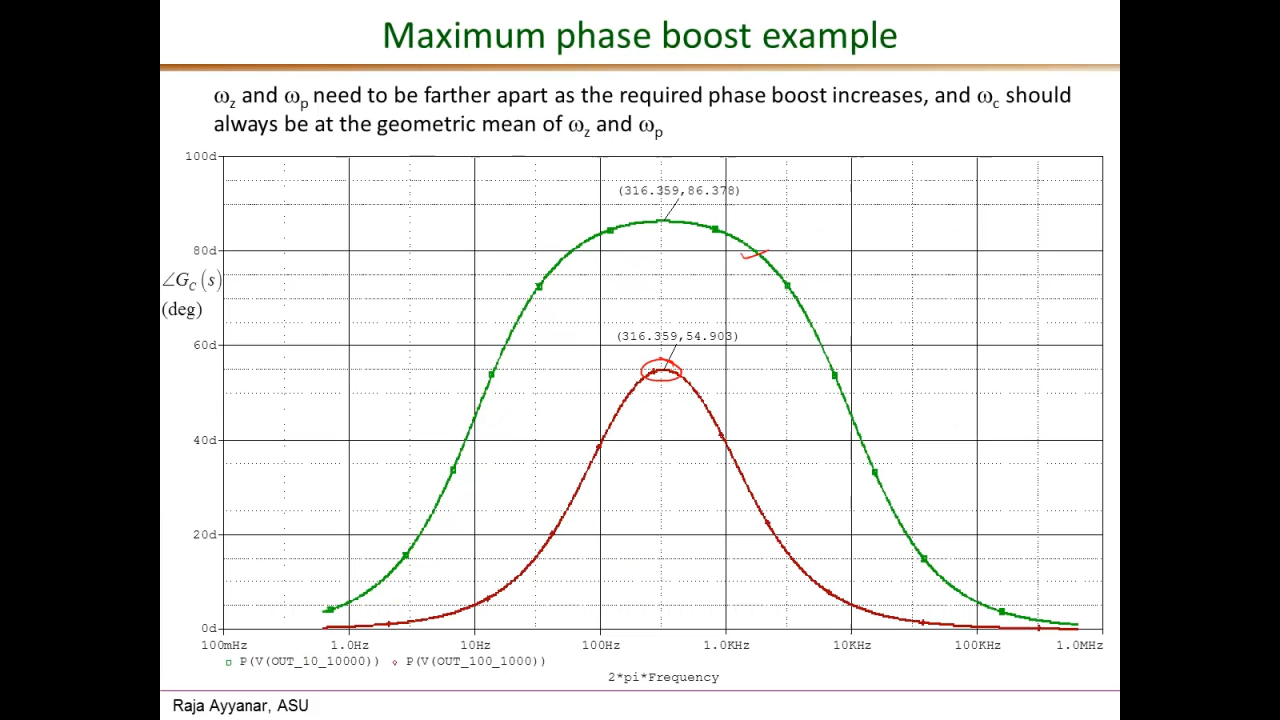 Maximum phase boost example
ωz and ωp need to be farther apart as the required phase boost increases, and ωc should
always be at the geometric mean of ωz and ωp
100d
(316.359,86.378)
80d
∠GC(s)
(deg)
(316.359,54.903)
60d
40d
20d
0d
100mHz 1.0Hz 10Hz 100Hz 1.0KHz 10KHz 100KHz 1.0MHz
P(V(OUT_10_10000)) P(V(OUT_100_1000))
2*pi*Frequency
Raja Ayyanar, ASU